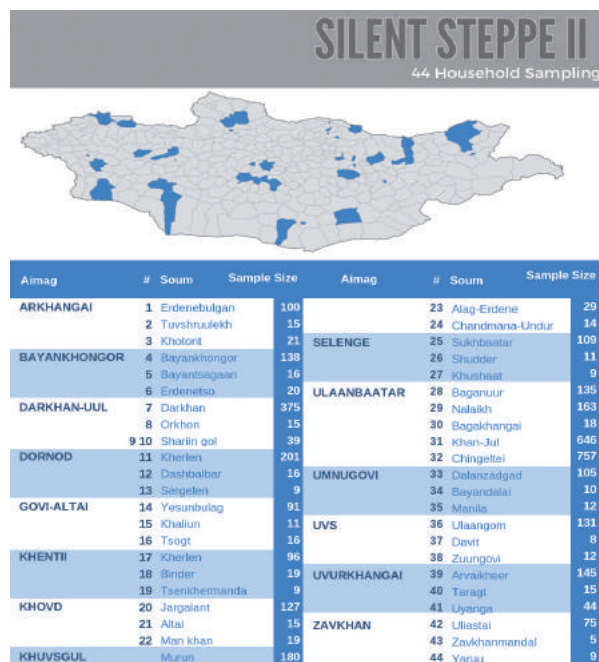 SILENT STEPPE II
44 Household Sampling
Aimag # Soum Sample Size
ARKHANGAI 1 Erdenebulgan 100
2 Tuvshruulekh 15
3 Khotont 21
BAYANKHONGOR 4 Bayankhongor 138
5 Bayantsagaan 16
6 Erdenetso 20
DARKHAN-UUL 7 Darkhan 375
8 Orkhon 15
9 10 Shariin gol 39
DORNOD 11 Kherlen 201
12 Dashbalbar 16
13 Sergelen 9
GOVI-ALTAI 14 Yesunbulag 91
15 Khaliun 11
16 Tsogt 16
KHENTII 17 Kherlen 96
18 Binder 19
19 Tsenkhermanda 9
KHOVD 20 Jargalant 127
21 Altai 15
22 Man khan 19
KHUVSGUL Murun 180
Aimag # Soum Sample Size
23 Alag-Erdene 29
24 Chandmana-Undur 14
SELENGE 25 Sukhbaatar 109
26 Shudder 11
27 Khushaat 9
ULAANBAATAR 28 Baganuur 135
29 Nalaikh 163
30 Bagakhangai 18
31 Khan-Jul 646
32 Chingeltei 757
UMNUGOVI 33 Dalanzadgad 105
34 Bayandalai 10
35 Manila 12
UVS 36 Ulaangom 131
37 Davit 8
38 Zuungovi 12
UVURKHANGAI 39 Arvaikheer 145
40 Taragt 15
41 Uyanga 44
ZAVKHAN 42 Uliastai 75
43 Zavkhanmandal 5
44 Yaruu 9